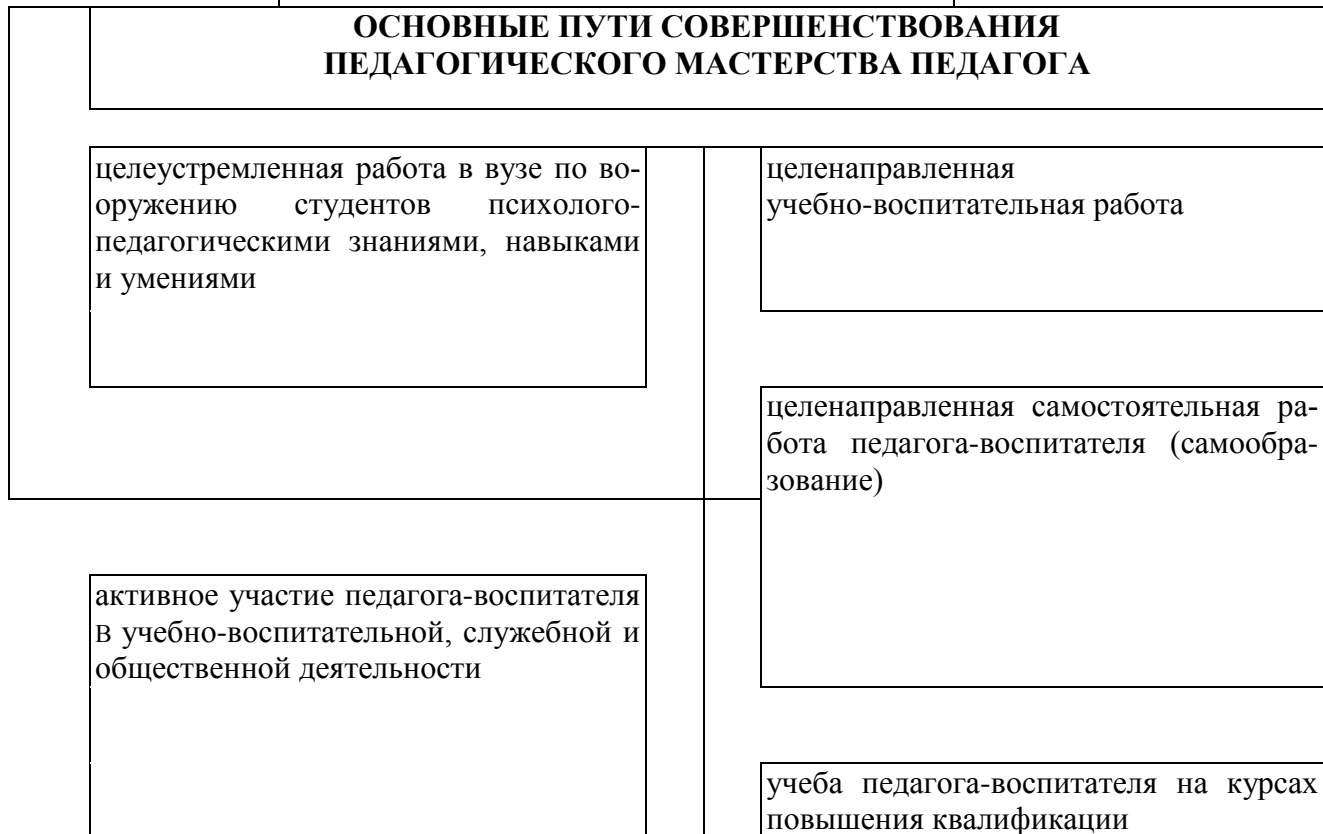 ОСНОВНЫЕ ПУТИ СОВЕРШЕНСТВОВАНИЯ
ПЕДАГОГИЧЕСКОГО МАСТЕРСТВА ПЕДАГОГА
целеустремленная работа в вузе по во-
оружению студентов психолого-
педагогическими знаниями, навыками
и умениями
целенаправленная
учебно-воспитательная работа
целенаправленная самостоятельная ра-
бота педагога-воспитателя (самообра-
зование)
активное участие педагога-воспитателя
В учебно-воспитательной, служебной и
общественной деятельности
учеба педагога-воспитателя на курсах
повышения квалификации